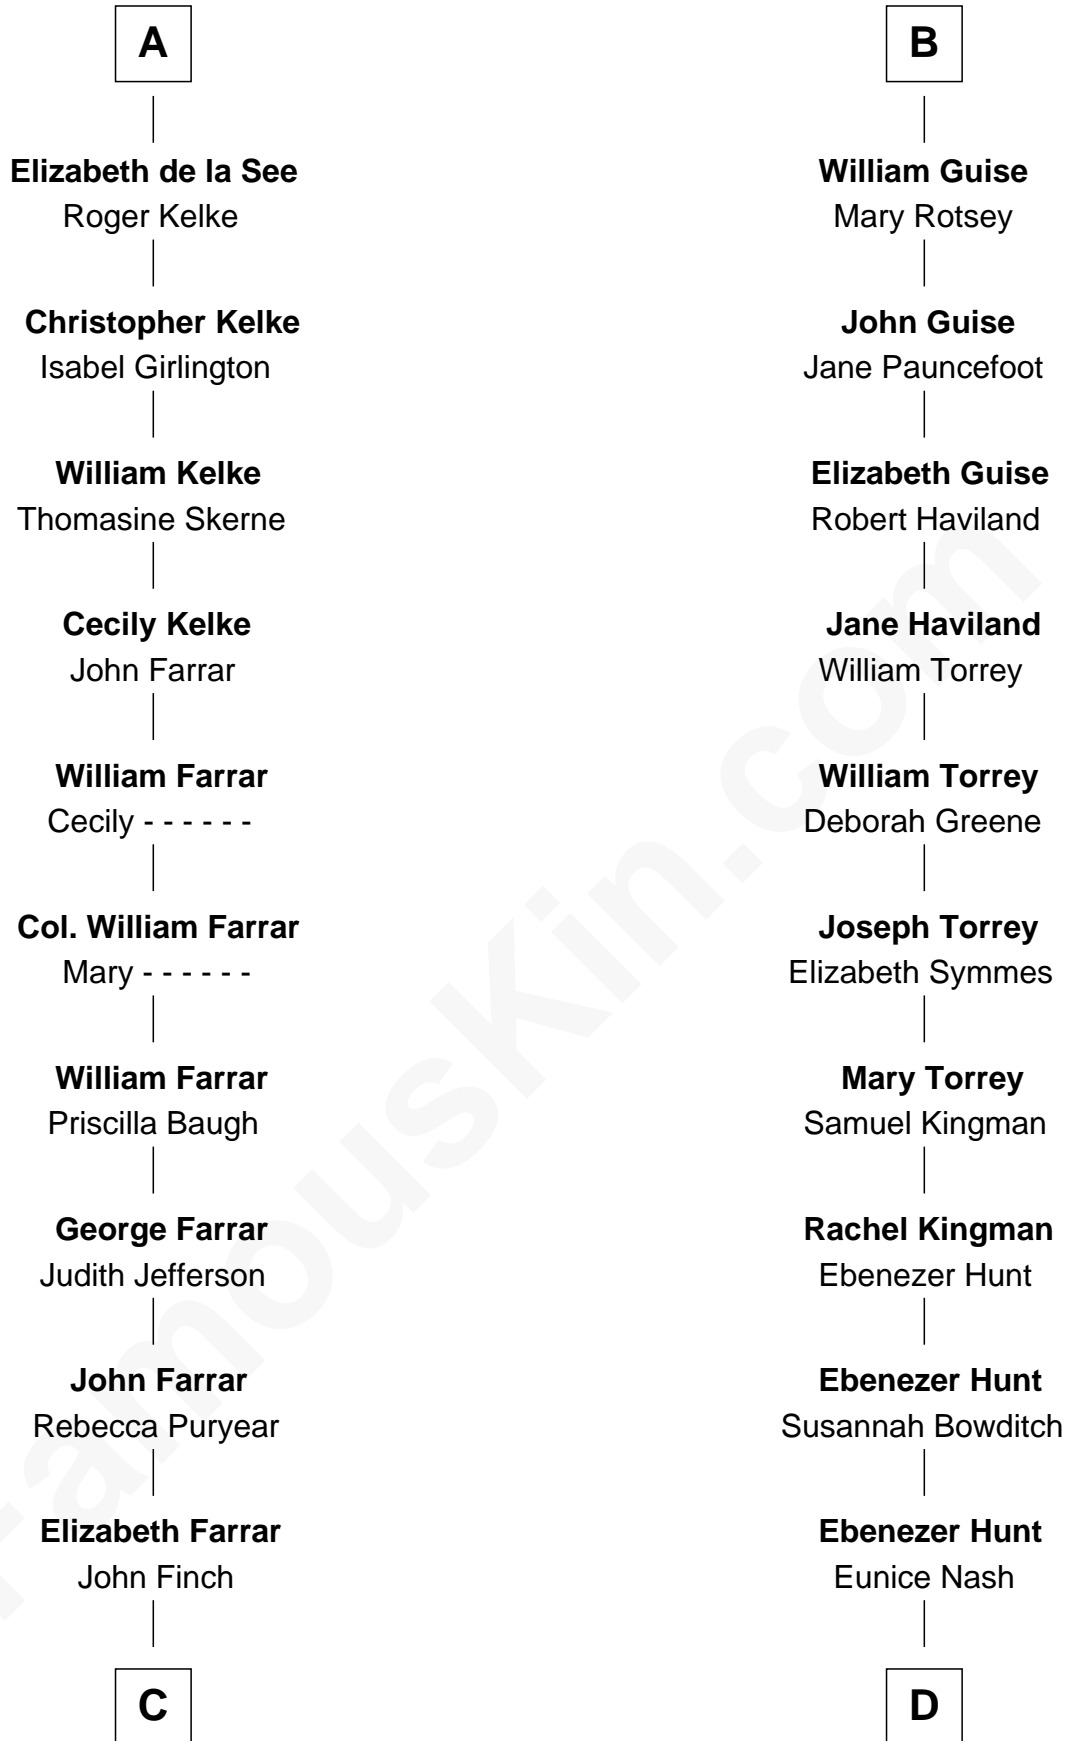 A
Elizabeth de la See
Roger Kelke
Christopher Kelke
Isabel Girlington
William Kelke
Thomasine Skerne
Cecily Kelke
John Farrar
William Farrar
Cecily - - - - - -
Col. William Farrar
Mary - - - - - -
William Farrar
Priscilla Baugh
George Farrar
Judith Jefferson
John Farrar
Rebecca Puryear
Elizabeth Farrar
John Finch
C
B
William Guise
Mary Rotsey
John Guise
Jane Pauncefoot
Elizabeth Guise
Robert Haviland
Jane Haviland
William Torrey
William Torrey
Deborah Greene
Joseph Torrey
Elizabeth Symmes
Mary Torrey
Samuel Kingman
Rachel Kingman
Ebenezer Hunt
Ebenezer Hunt
Susannah Bowditch
Ebenezer Hunt
Eunice Nash
D
FamousKin.com